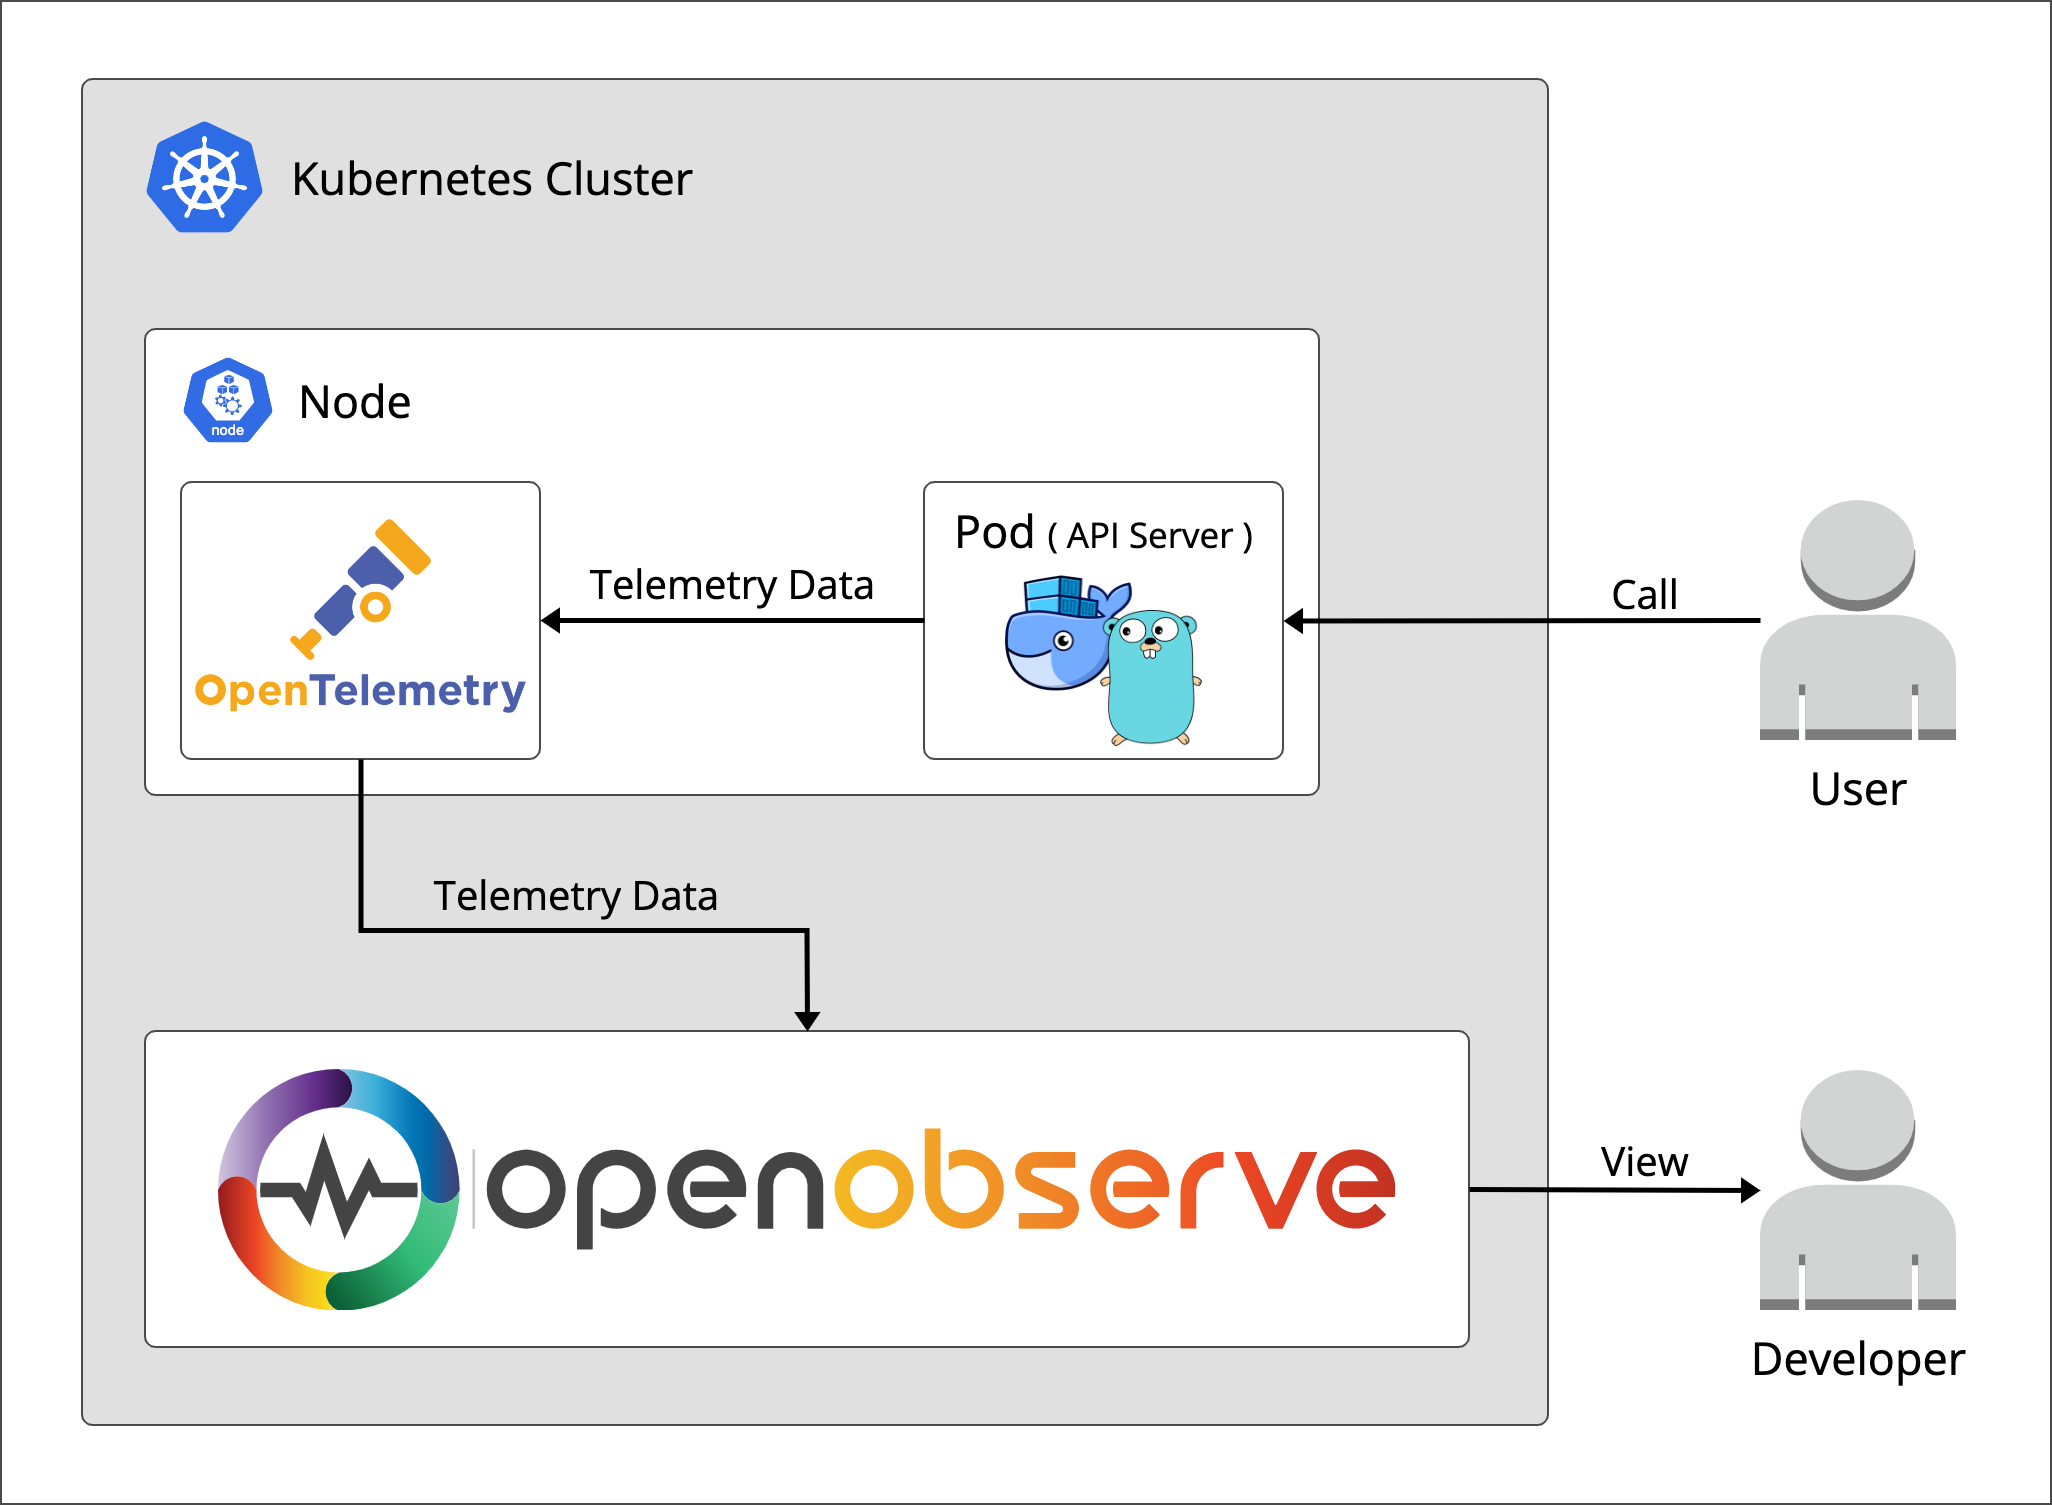 Kubernetes Cluster
Node
node
OpenTelemetry
Telemetry Data
Pod ( API Server )
Call
User
Telemetry Data
openobserve
View
Developer